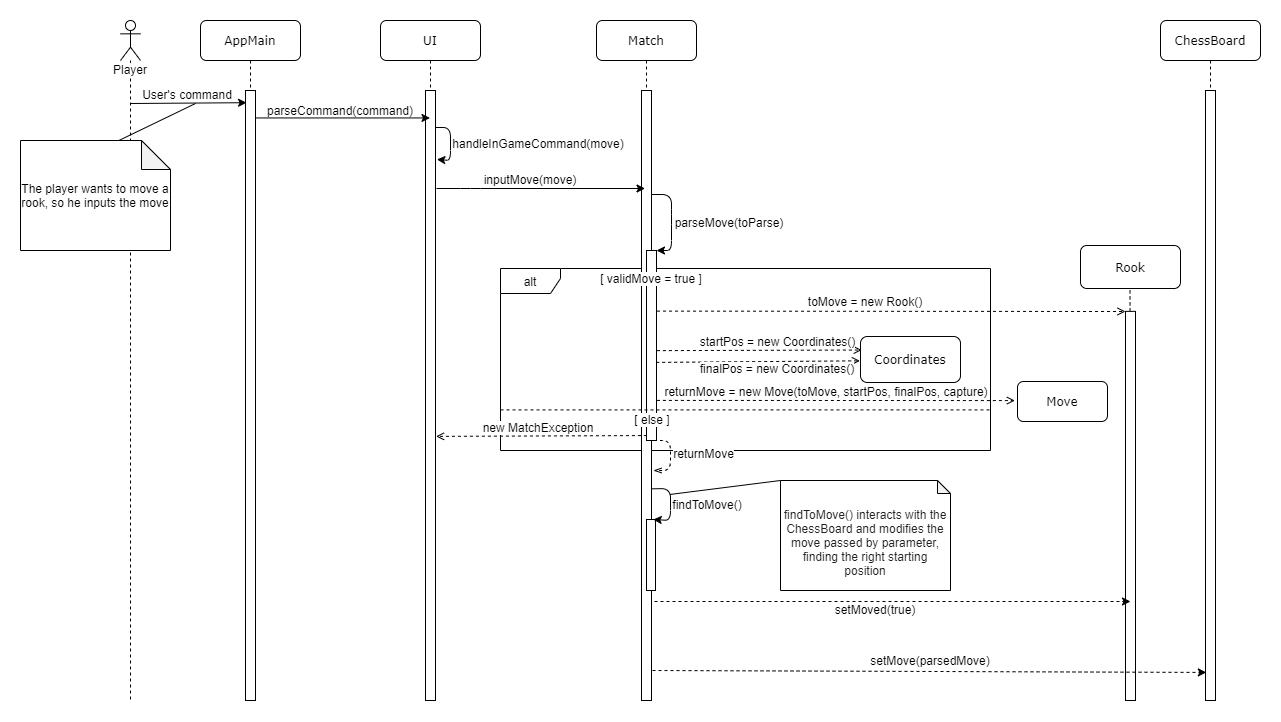 AppMain
UI
Match
ChessBoard
Player
User's command
parseCommand(command)
handleInGameCommand(move)
The player wants to move a
rook, so he inputs the move
inputMove(move)
parseMove(toParse)
Rook
alt
[ validMove = true ]
toMove = new Rook()
startPos = new Coordinates()
Coordinates
finalPos = new Coordinates()
returnMove = new Move(toMove, startPos, finalPos, capture)
Move
[ else ]
new MatchException
returnMove
findToMove()
findToMove() interacts with the
ChessBoard and modifies the
move passed by parameter,
finding the right starting
position
setMoved(true)
setMove(parsedMove)